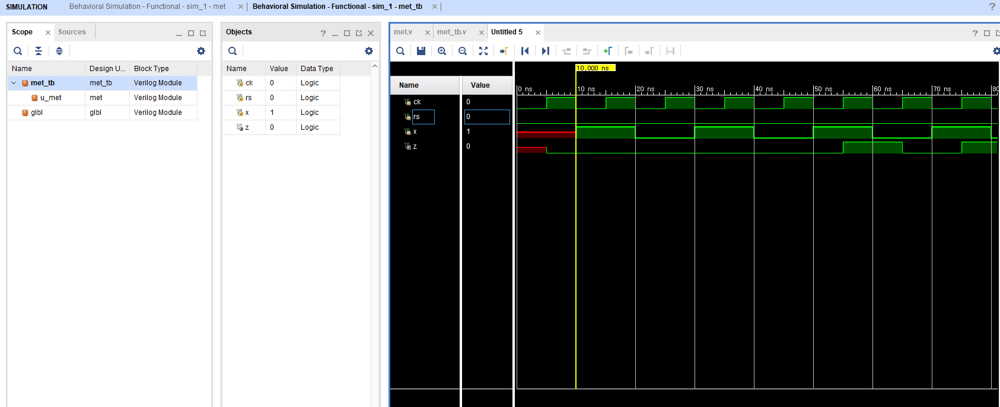 SIMULATION
Behavioral Simulation - Functional - sim_1 - met
Behavioral Simulation - Functional - sim_1 - met_tb
Scope
Sources
Name Design U... Block Type
met_tb met_tb Verilog Module
u_met met Verilog Module
glbl glbl Verilog Module
Objects
Name Value Data Type
ck 0 Logic
rs 0 Logic
x 1 Logic
z 0 Logic
met.v
met_tb.v
Untitled 5
Name Value
ck 0
rs 0
x 1
z 0
10,000 ns
0 ns 10 ns 20 ns 30 ns 40 ns 50 ns 60 ns 70 ns 80